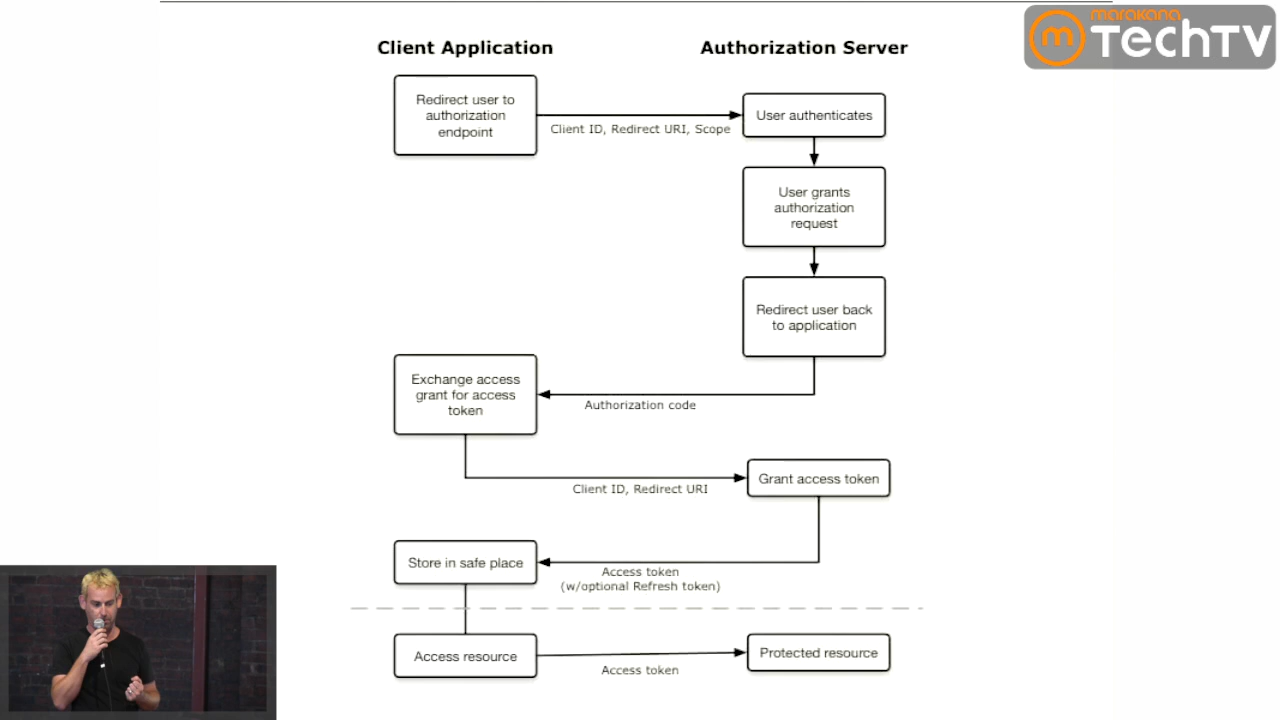 marakana
TechTV
Client Application
Authorization Server
Redirect user to
authorization
endpoint
Client ID, Redirect URI, Scope
User authenticates
User grants
authorization
request
Redirect user back
to application
Exchange access
grant for access
token
Authorization code
Client ID, Redirect URI
Grant access token
Store in safe place
Access token
(w/optional Refresh token)
Access resource
Access token
Protected resource